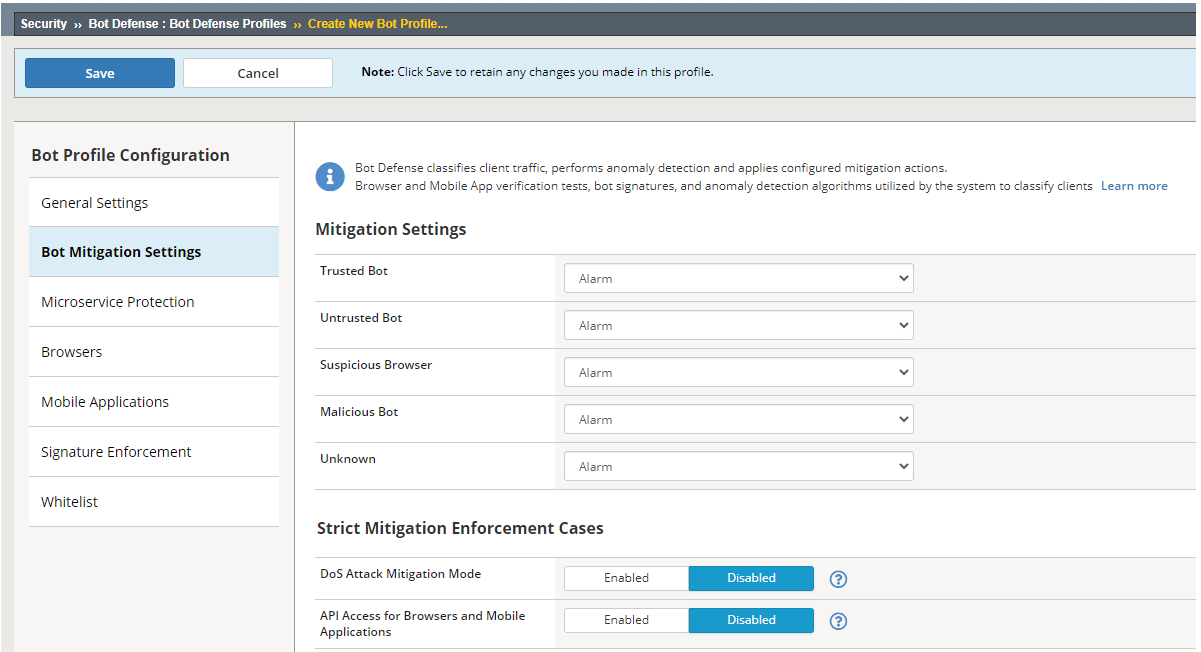 Security ›› Bot Defense : Bot Defense Profiles ›› Create New Bot Profile...
Save
Cancel
Note: Click Save to retain any changes you made in this profile.
Bot Profile Configuration
General Settings
Bot Mitigation Settings
Microservice Protection
Browsers
Mobile Applications
Signature Enforcement
Whitelist
Bot Defense classifies client traffic, performs anomaly detection and applies configured mitigation actions.
Browser and Mobile App verification tests, bot signatures, and anomaly detection algorithms utilized by the system to classify clients Learn more
Mitigation Settings
Trusted Bot
Alarm
Untrusted Bot
Alarm
Suspicious Browser
Alarm
Malicious Bot
Alarm
Unknown
Alarm
Strict Mitigation Enforcement Cases
DoS Attack Mitigation Mode
Enabled
Disabled
API Access for Browsers and Mobile
Applications
Enabled
Disabled